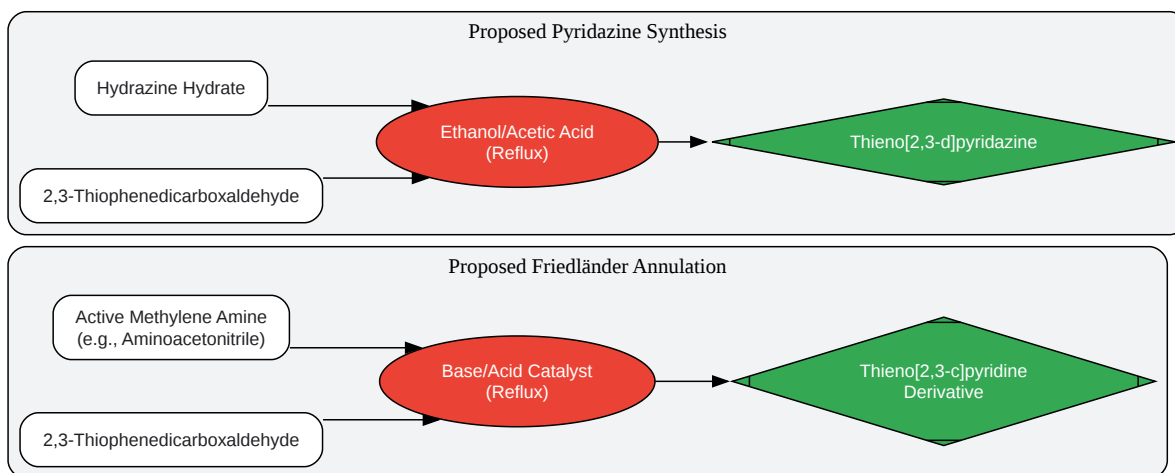 Proposed Pyridazine Synthesis
Hydrazine Hydrate
Ethanol/Acetic Acid
(Reflux)
Thieno[2,3-d]pyridazine
2,3-Thiophenedicarboxaldehyde
Proposed Friedländer Annulation
Active Methylene Amine
(e.g., Aminoacetonitrile)
Base/Acid Catalyst
(Reflux)
Thieno[2,3-c]pyridine
Derivative
2,3-Thiophenedicarboxaldehyde